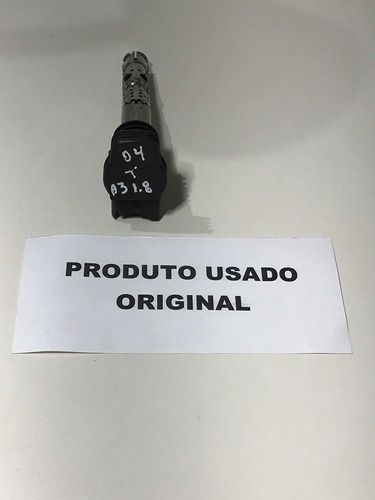 04
T
A3 1.8
PRODUTO USADO
ORIGINAL